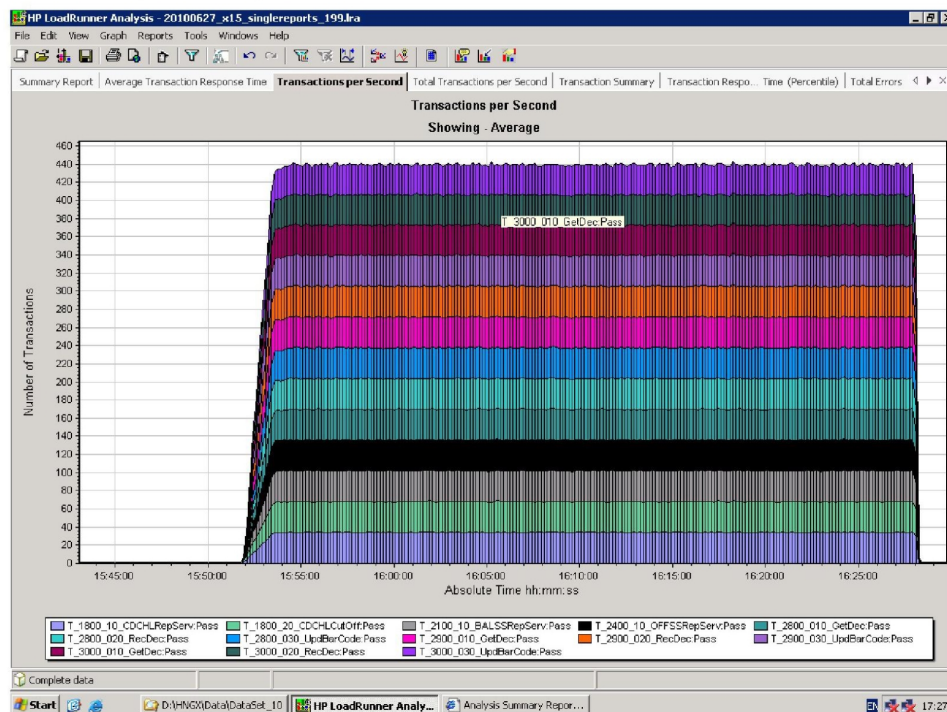 HP LoadRunner Analysis - 20100627_x15_singlereports_199.lra
File Edit View Graph Reports Tools Windows Help
Summary Report Average Transaction Response Time Transactions per Second Total Transactions per Second Transaction Summary Transaction Respo... Time (Percentile) Total Errors
Transactions per Second
Showing - Average
460
440
420
400
380
360
340
320
300
280
260
240
220
200
180
160
140
120
100
80
60
40
20
0
Number of Transactions
T_3000_010_GetDec:Pass
15:45:00 15:50:00 15:55:00 16:00:00 16:05:00 16:10:00 16:15:00 16:20:00 16:25:00
Absolute Time hh:mm:ss
T_1800_10_CDCHLRepServ:Pass T_1800_20_CDCHLCutOff:Pass T_2100_10_BALSSRepServ:Pass T_2400_10_OFFSSRepServ:Pass T_2800_010_GetDec:Pass
T_2800_020_RecDec:Pass T_2800_030_UpdBarCode:Pass T_2900_010_GetDec:Pass T_2900_020_RecDec:Pass T_2900_030_UpdBarCode:Pass
T_3000_010_GetDec:Pass T_3000_020_RecDec:Pass T_3000_030_UpdBarCode:Pass
Complete data
Start D:\HNGX\Data\DataSet_10 HP LoadRunner Analy... Analysis Summary Repor... EN 17:27